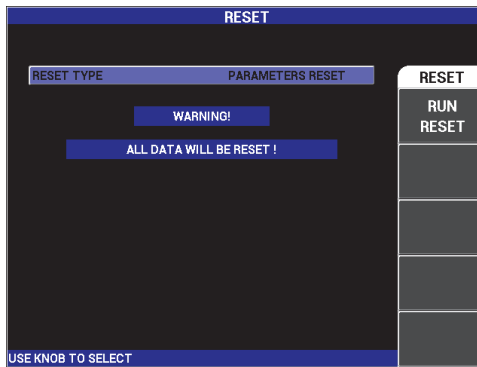 RESET
RESET TYPE PARAMETERS RESET
WARNING!
ALL DATA WILL BE RESET !
RESET
RUN
RESET
USE KNOB TO SELECT